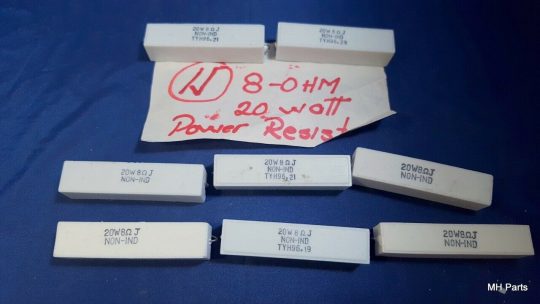 20W8ΩJ
NON-IND
TYH96.21
20W8ΩJ
NON-IND
TYH96.29
8-OHM
20 watt
Power Resist
20W8ΩJ
NON-IND
20W8ΩJ
NON-IND
TYH96.21
20W8ΩJ
NON-IND
20W8ΩJ
NON-IND
20W8ΩJ
NON-IND
TYH96.19
20W8ΩJ
NON-IND
MH Parts